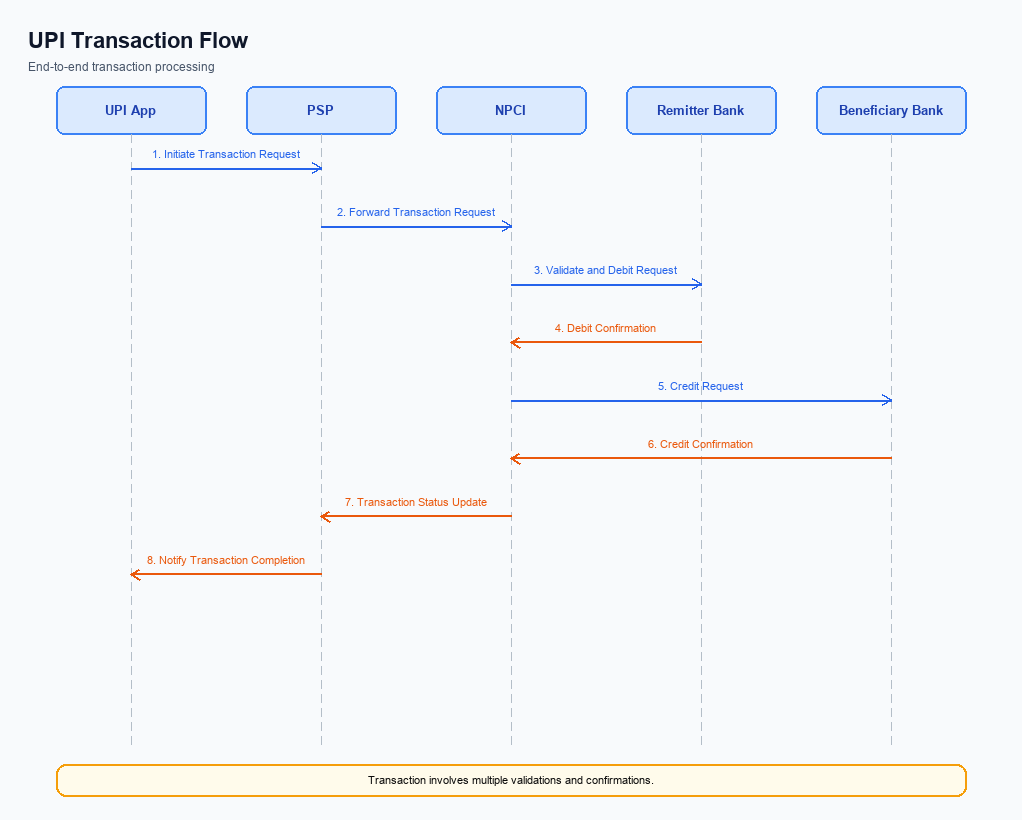 UPI Transaction Flow
End-to-end transaction processing
UPI App
PSP
NPCI
Remitter Bank
Beneficiary Bank
1. Initiate Transaction Request
2. Forward Transaction Request
3. Validate and Debit Request
4. Debit Confirmation
5. Credit Request
6. Credit Confirmation
7. Transaction Status Update
8. Notify Transaction Completion
Transaction involves multiple validations and confirmations.